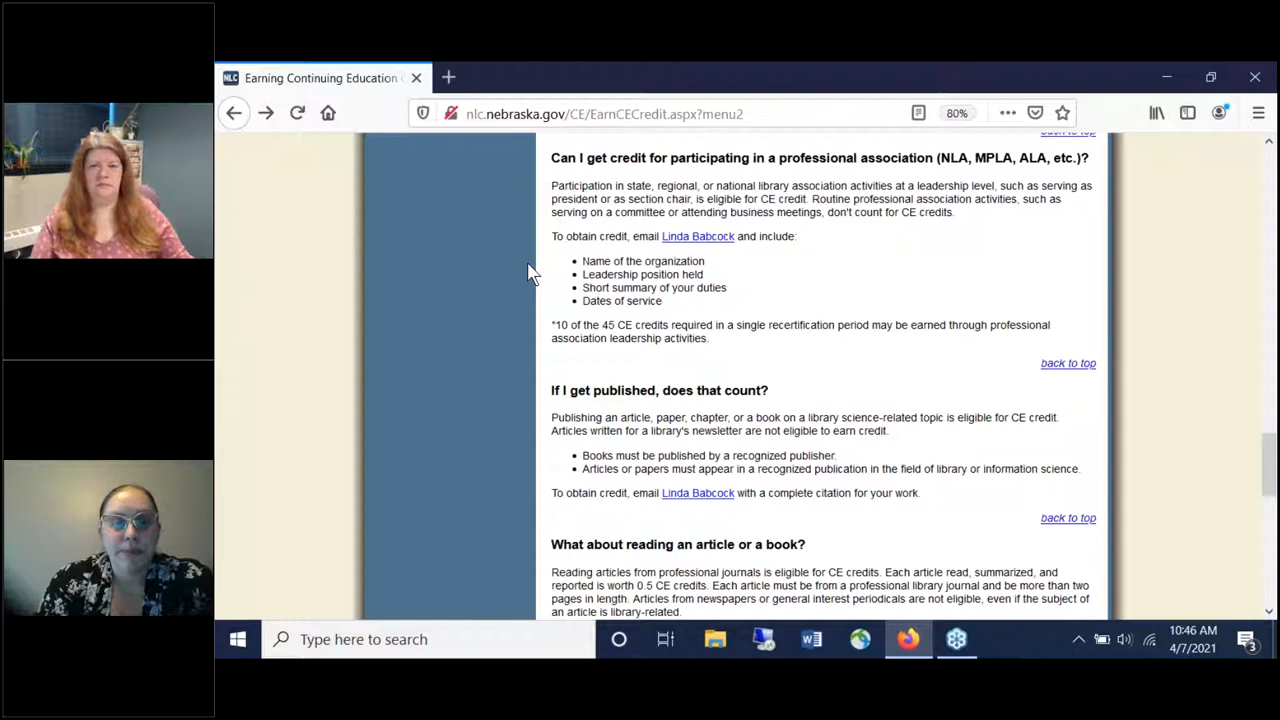 NLC Earning Continuing Education
nlc.nebraska.gov/CE/EarnCECredit.aspx?menu2
80%
back to top
Can I get credit for participating in a professional association (NLA, MPLA, ALA, etc.)?
Participation in state, regional, or national library association activities at a leadership level, such as serving as
president or as section chair, is eligible for CE credit. Routine professional association activities, such as
serving on a committee or attending business meetings, don't count for CE credits.
To obtain credit, email Linda Babcock and include:
• Name of the organization
• Leadership position held
• Short summary of your duties
• Dates of service
*10 of the 45 CE credits required in a single recertification period may be earned through professional
association leadership activities.
back to top
If I get published, does that count?
Publishing an article, paper, chapter, or a book on a library science-related topic is eligible for CE credit.
Articles written for a library's newsletter are not eligible to earn credit.
• Books must be published by a recognized publisher.
• Articles or papers must appear in a recognized publication in the field of library or information science.
To obtain credit, email Linda Babcock with a complete citation for your work.
back to top
What about reading an article or a book?
Reading articles from professional journals is eligible for CE credits. Each article read, summarized, and
reported is worth 0.5 CE credits. Each article must be from a professional library journal and be more than two
pages in length. Articles from newspapers or general interest periodicals are not eligible, even if the subject of
an article is library-related.
Type here to search
10:46 AM
4/7/2021
3